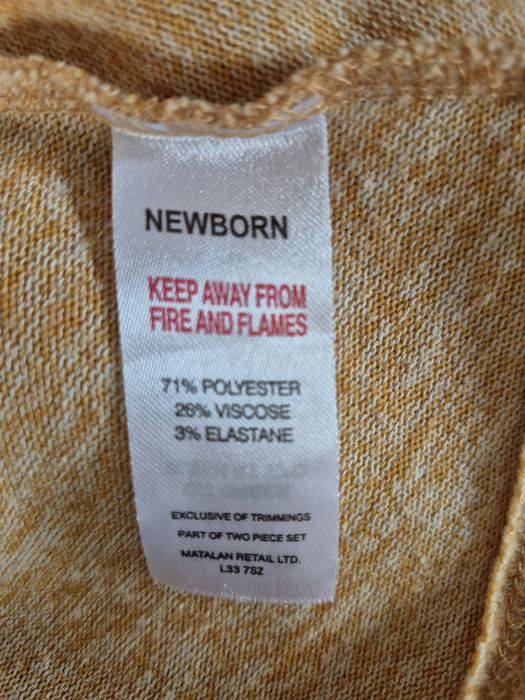 NEWBORN
KEEP AWAY FROM
FIRE AND FLAMES
71% POLYESTER
26% VISCOSE
3% ELASTANE
EXCLUSIVE OF TRIMMINGS
PART OF TWO PIECE SET
MATALAN RETAIL LTD.
L33 7SZ